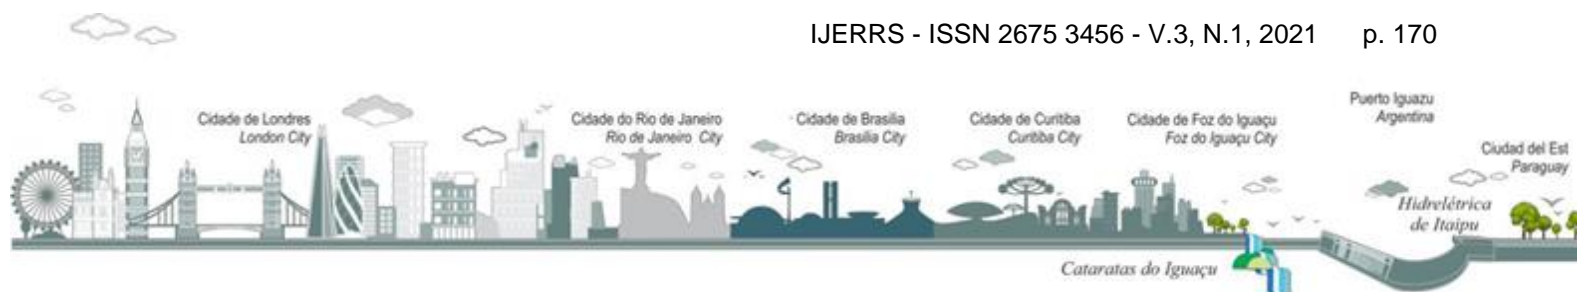 IJERRS - ISSN 2675 3456 - V.3, N.1, 2021 p. 170
Cidade de Londres
London City
Cidade do Rio de Janeiro
Rio de Janeiro City
Cidade de Brasilia
Brasilia City
Cidade de Curitiba
Curitiba City
Cidade de Foz do Iguaçu
Foz do Iguaçu City
Puerto Iguazu
Argentina
Ciudad del Est
Paraguay
Hidrelétrica
de Itaipu
Cataratas do Iguaçu